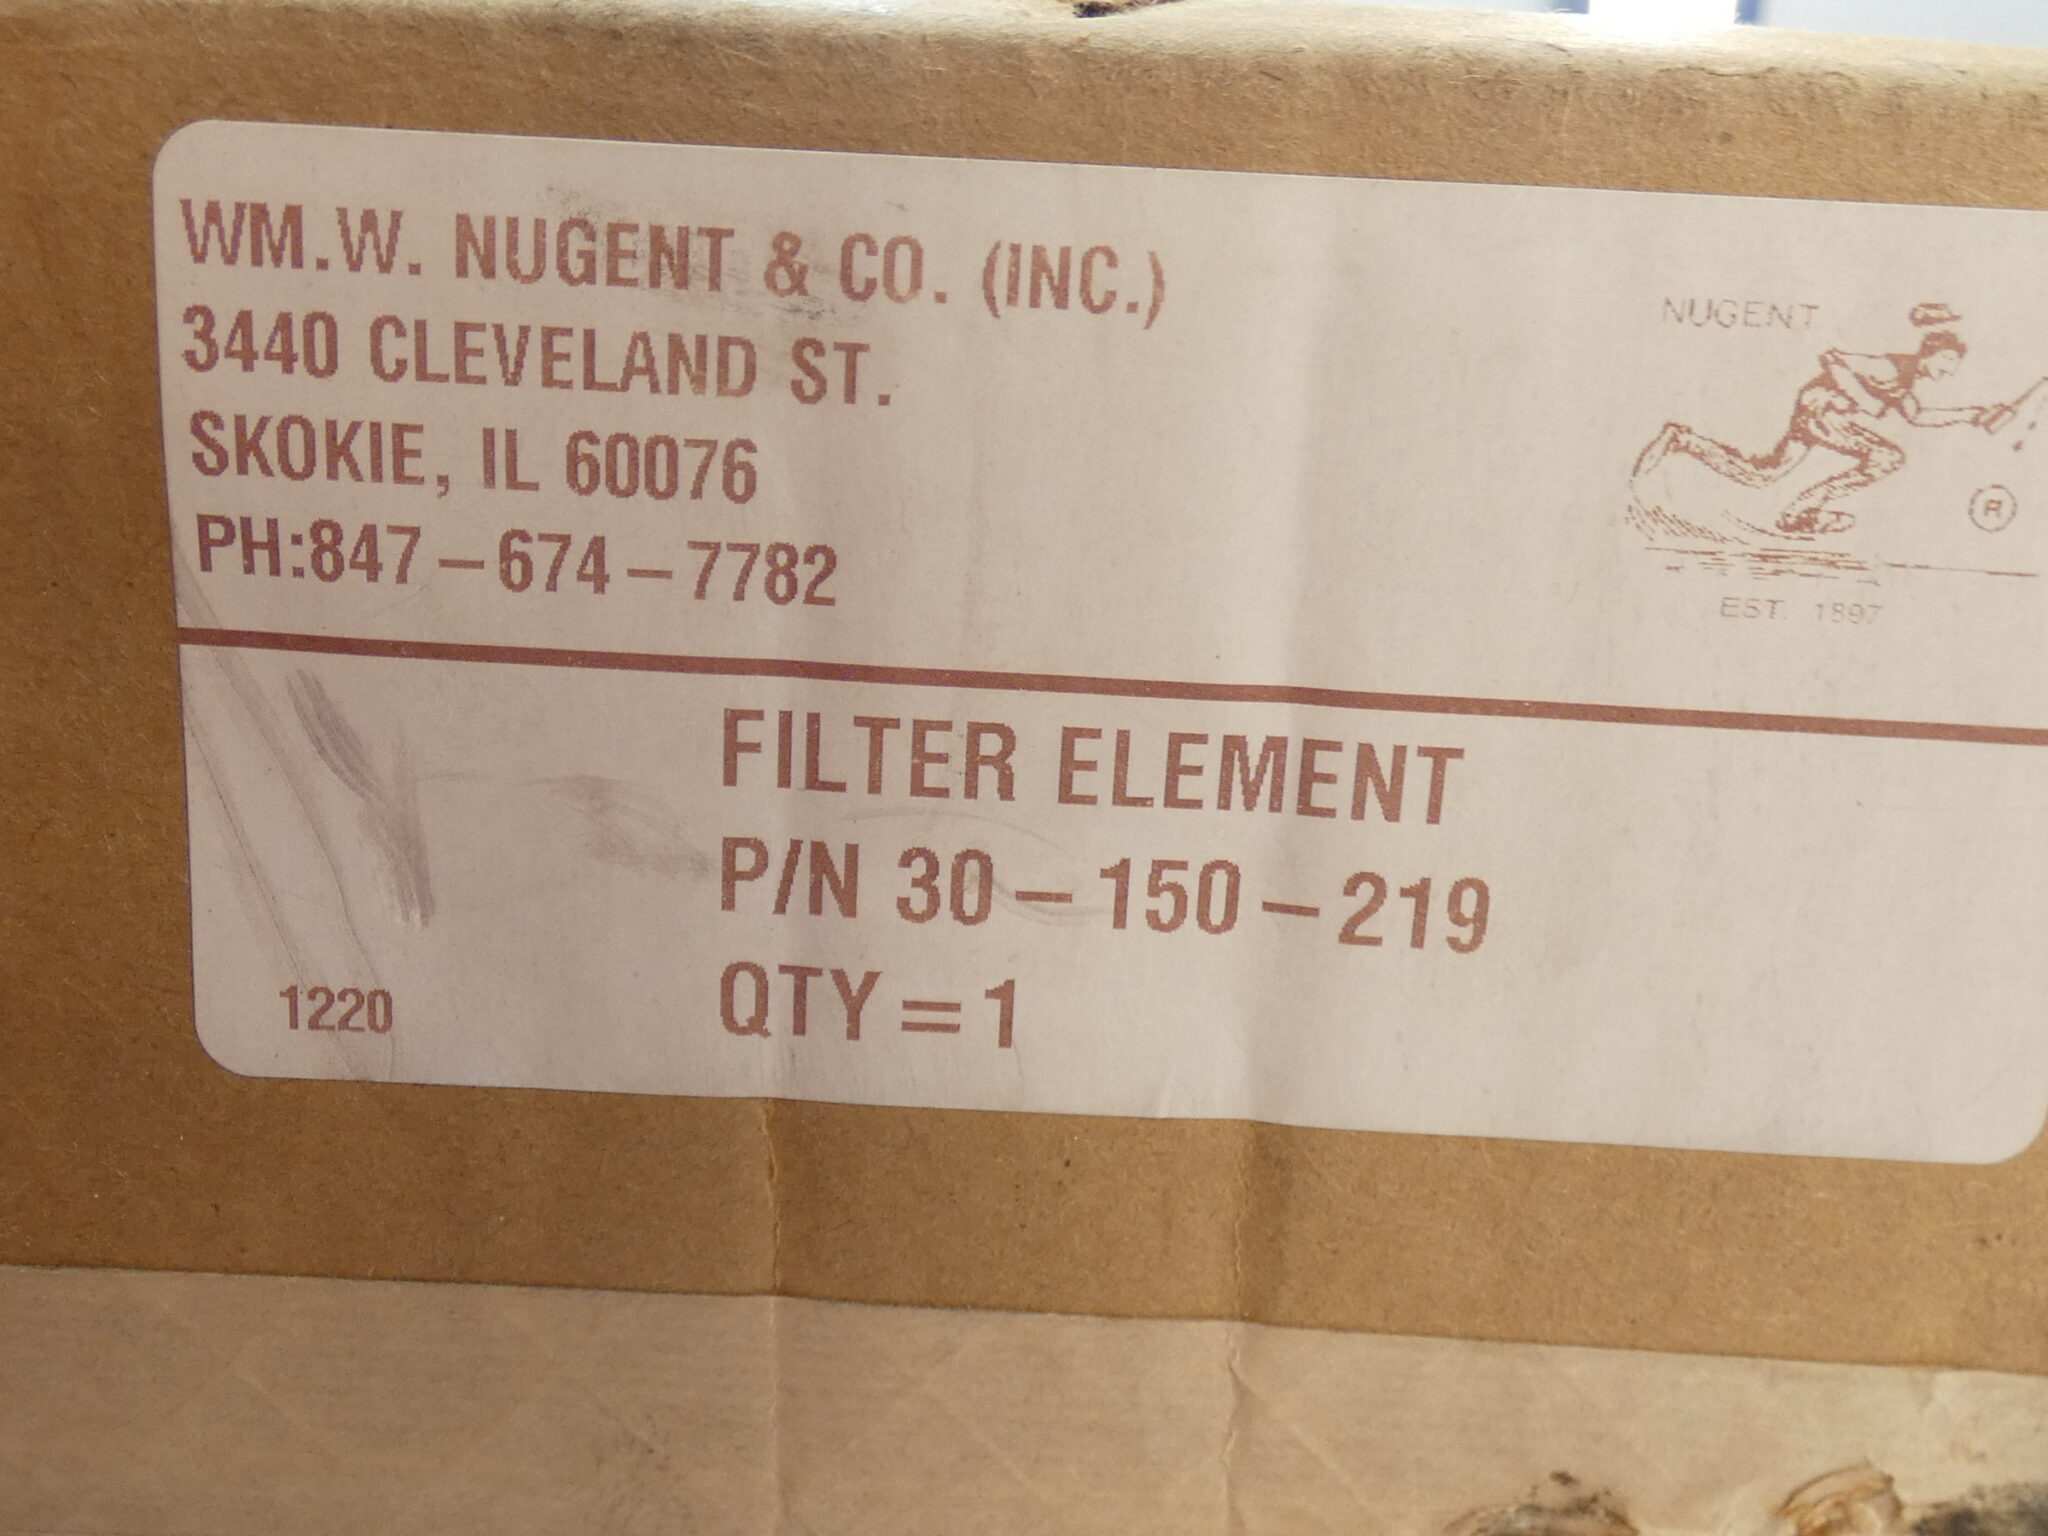 WM.W. NUGENT & CO. (INC.)
3440 CLEVELAND ST.
SKOKIE, IL 60076
PH:847-674-7782
NUGENT
®
EST. 1897
FILTER ELEMENT
P/N 30-150-219
QTY=1
1220